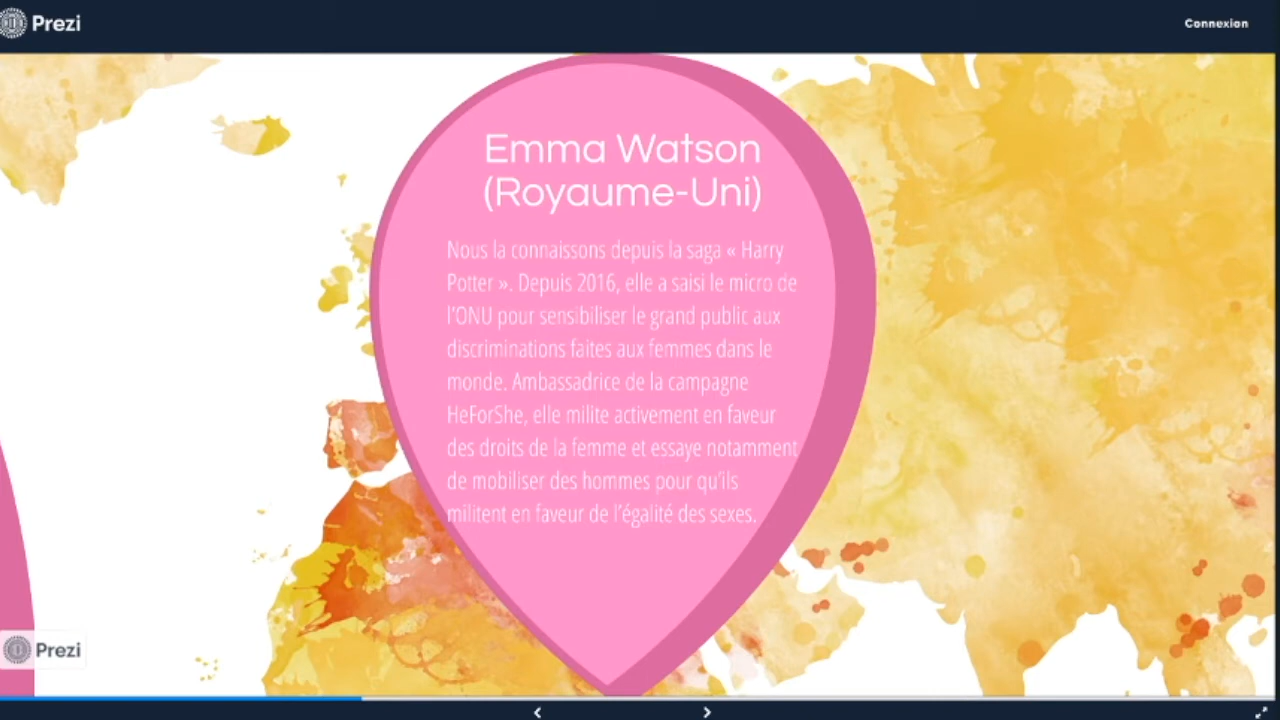 Prezi
Connexion
Emma Watson
(Royaume-Uni)
Nous la connaissons depuis la saga « Harry
Potter ». Depuis 2016, elle a saisi le micro de
l'ONU pour sensibiliser le grand public aux
discriminations faites aux femmes dans le
monde. Ambassadrice de la campagne
HeForShe, elle milite activement en faveur
des droits de la femme et essaye notamment
de mobiliser des hommes pour qu'ils
militent en faveur de l'égalité des sexes.
Prezi